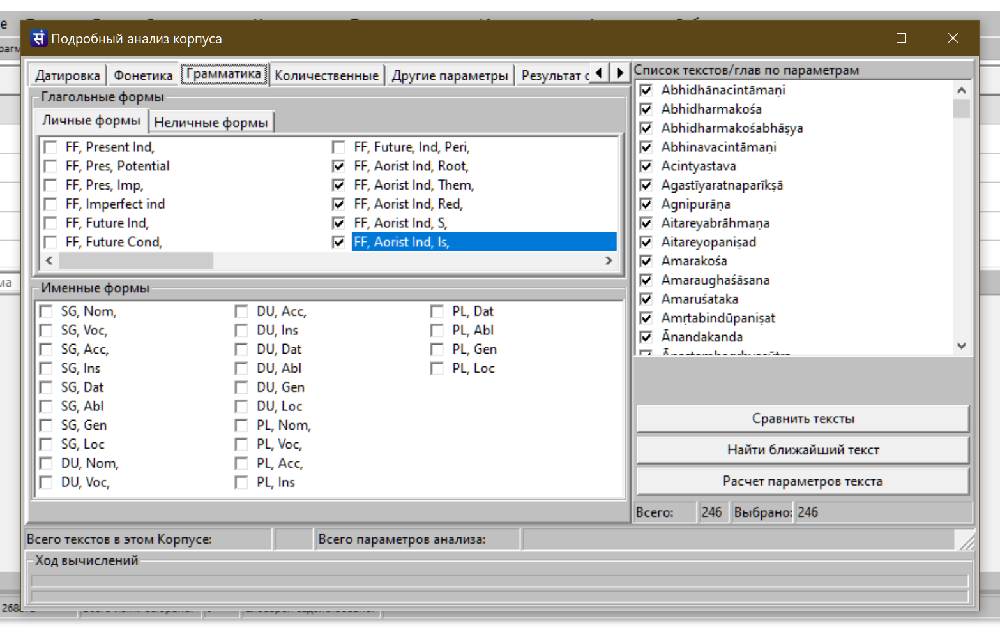 सं Подробный анализ корпуса
Датировка Фонетика Грамматика Количественные Другие параметры Результат с
Глагольные формы
Личные формы Неличные формы
FF, Present Ind,
FF, Pres, Potential
FF, Pres, Imp,
FF, Imperfect ind
FF, Future Ind,
FF, Future Cond,
FF, Future, Ind, Peri,
FF, Aorist Ind, Root,
FF, Aorist Ind, Them,
FF, Aorist Ind, Red,
FF, Aorist Ind, S,
FF, Aorist Ind, Is,
Именные формы
SG, Nom,
SG, Voc,
SG, Acc,
SG, Ins
SG, Dat
SG, Abl
SG, Gen
SG, Loc
DU, Nom,
DU, Voc,
DU, Acc,
DU, Ins
DU, Dat
DU, Abl
DU, Gen
DU, Loc
PL, Nom,
PL, Voc,
PL, Acc,
PL, Ins
PL, Dat
PL, Abl
PL, Gen
PL, Loc
Список текстов/глав по параметрам
Abhidhānacintāmaṇi
Abhidharmakośa
Abhidharmakośabhāṣya
Abhinavacintāmaṇi
Acintyastava
Agastīyaratnaparīkṣā
Agnipurāṇa
Aitareyabrāhmaṇa
Aitareyopaniṣad
Amarakośa
Amaraughaśāsana
Amaruśataka
Amṛtabindūpaniṣat
Ānandakanda
Сравнить тексты
Найти ближайший текст
Расчет параметров текста
Всего: 246 Выбрано: 246
Всего текстов в этом Корпусе: Всего параметров анализа:
Ход вычислений